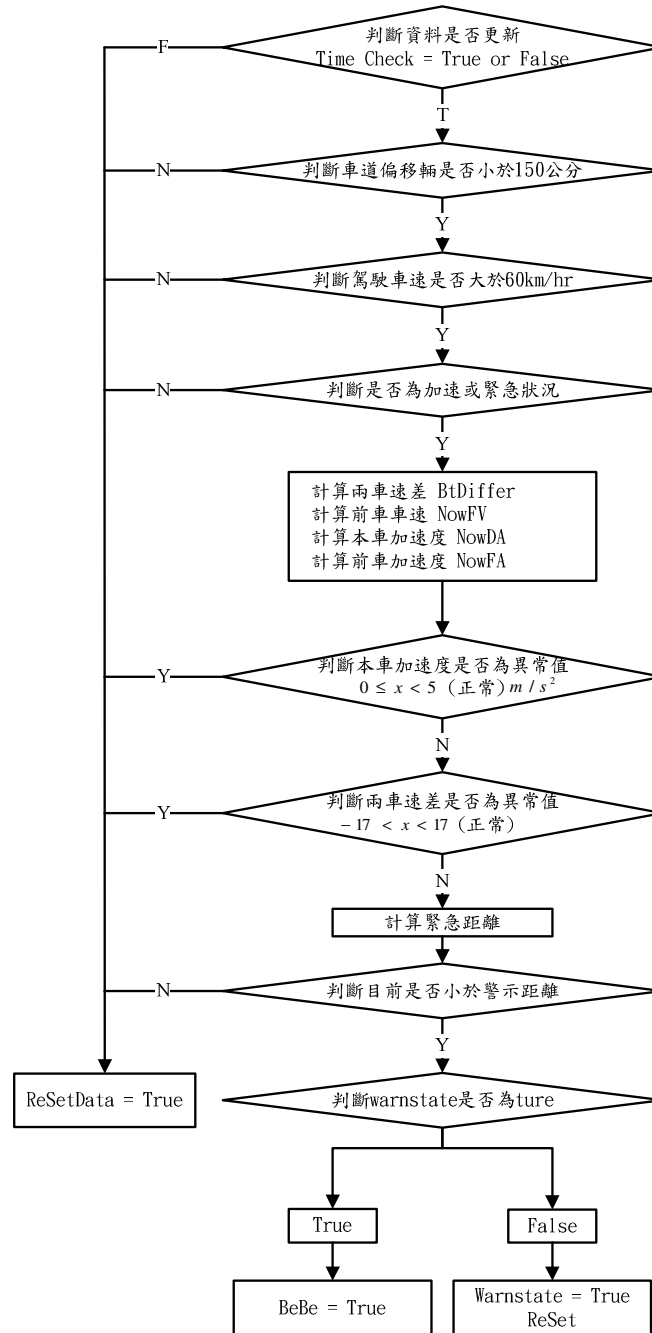 判斷資料是否更新
F
Time Check = True or False
T
N
判斷車道偏移輛是否小於150公分
Y
N
判斷駕駛車速是否大於60km/hr
Y
N
判斷是否為加速或緊急狀況
Y
計算兩車速差 BtDiffer
計算前車車速 NowFV
計算本車加速度 NowDA
計算前車加速度 NowFA
判斷本車加速度是否為異常值
Y
0 ≤ x < 5 (正常) m / s²
N
判斷兩車速差是否為異常值
Y
− 17 < x < 17 (正常)
N
計算緊急距離
N
判斷目前是否小於警示距離
Y
ReSetData = True
判斷warnstate是否為ture
True
False
BeBe = True
Warnstate = True
ReSet